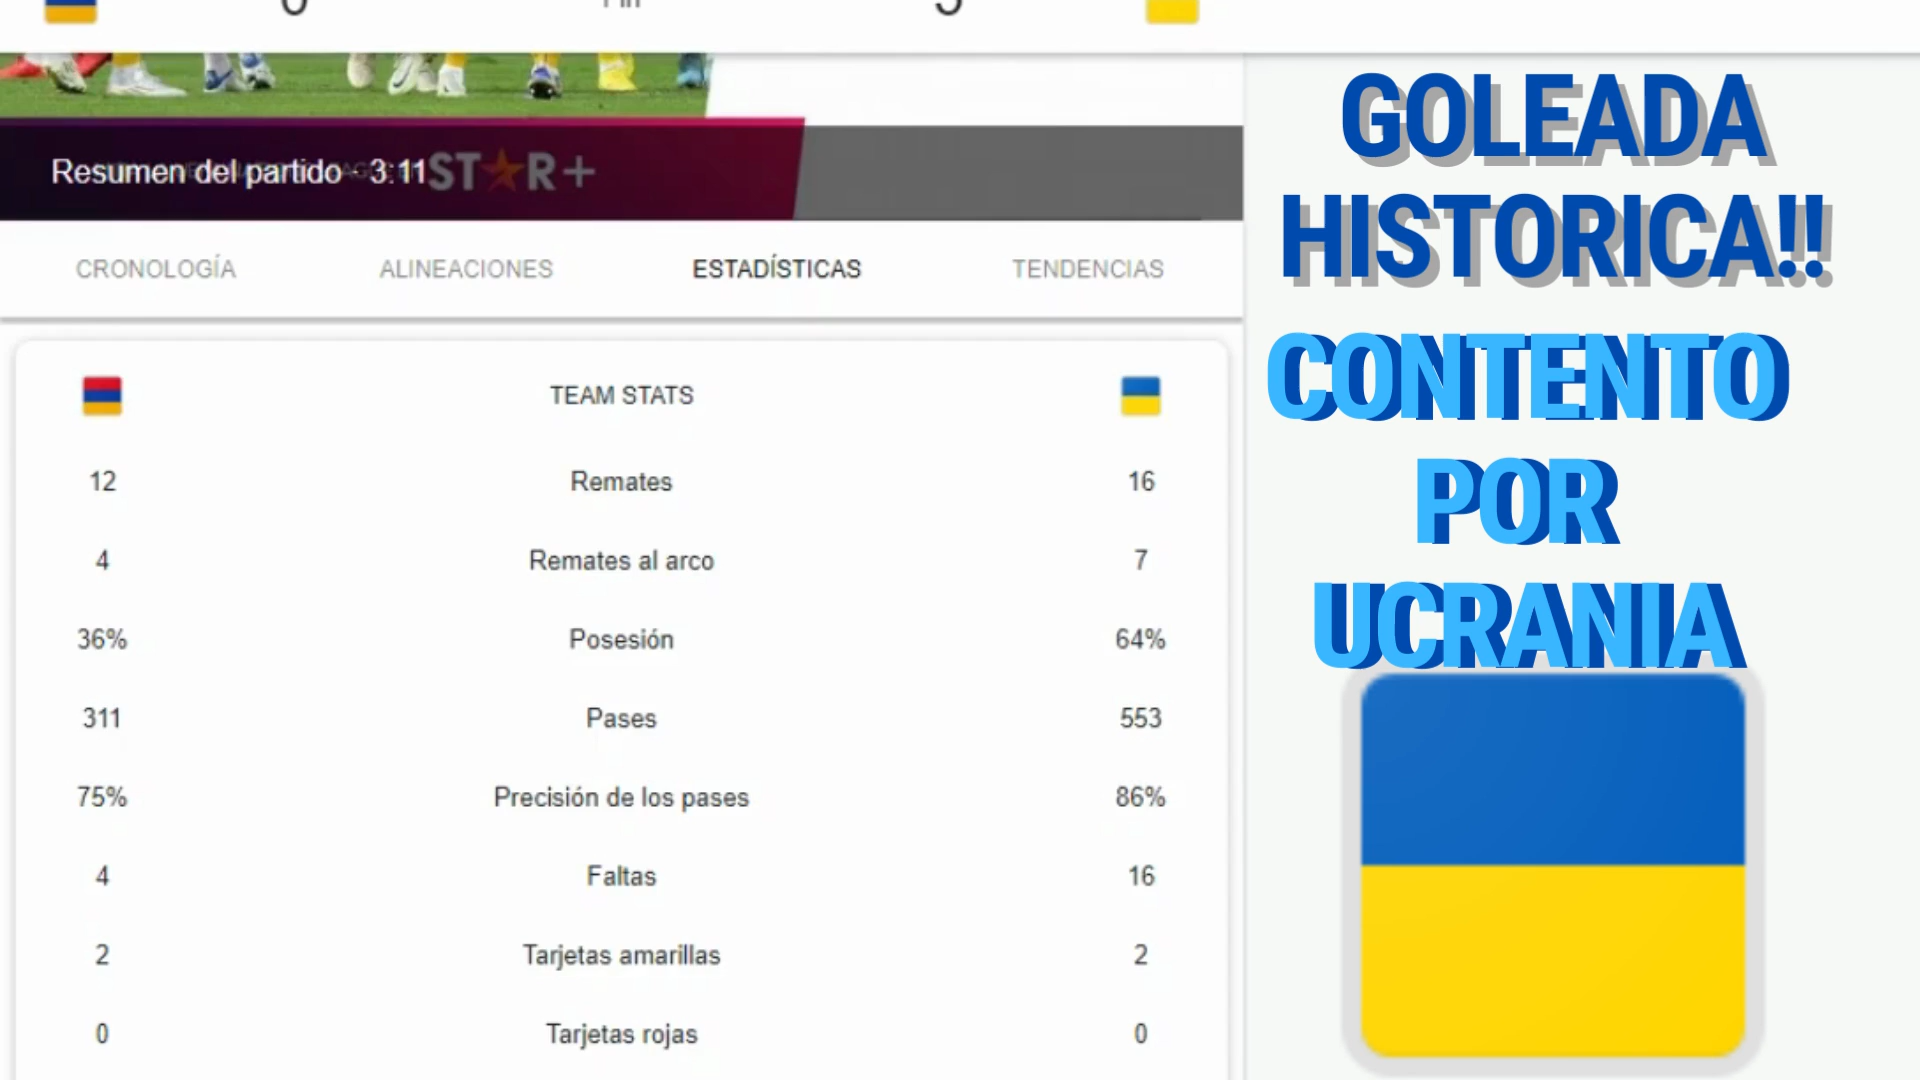 Resumen del partido - 3:11 ST★R+
CRONOLOGÍA ALINEACIONES ESTADÍSTICAS TENDENCIAS
TEAM STATS
12 Remates 16
4 Remates al arco 7
36% Posesión 64%
311 Pases 553
75% Precisión de los pases 86%
4 Faltas 16
2 Tarjetas amarillas 2
0 Tarjetas rojas 0
GOLEADA
HISTORICA!!
CONTENTO
POR
UCRANIA